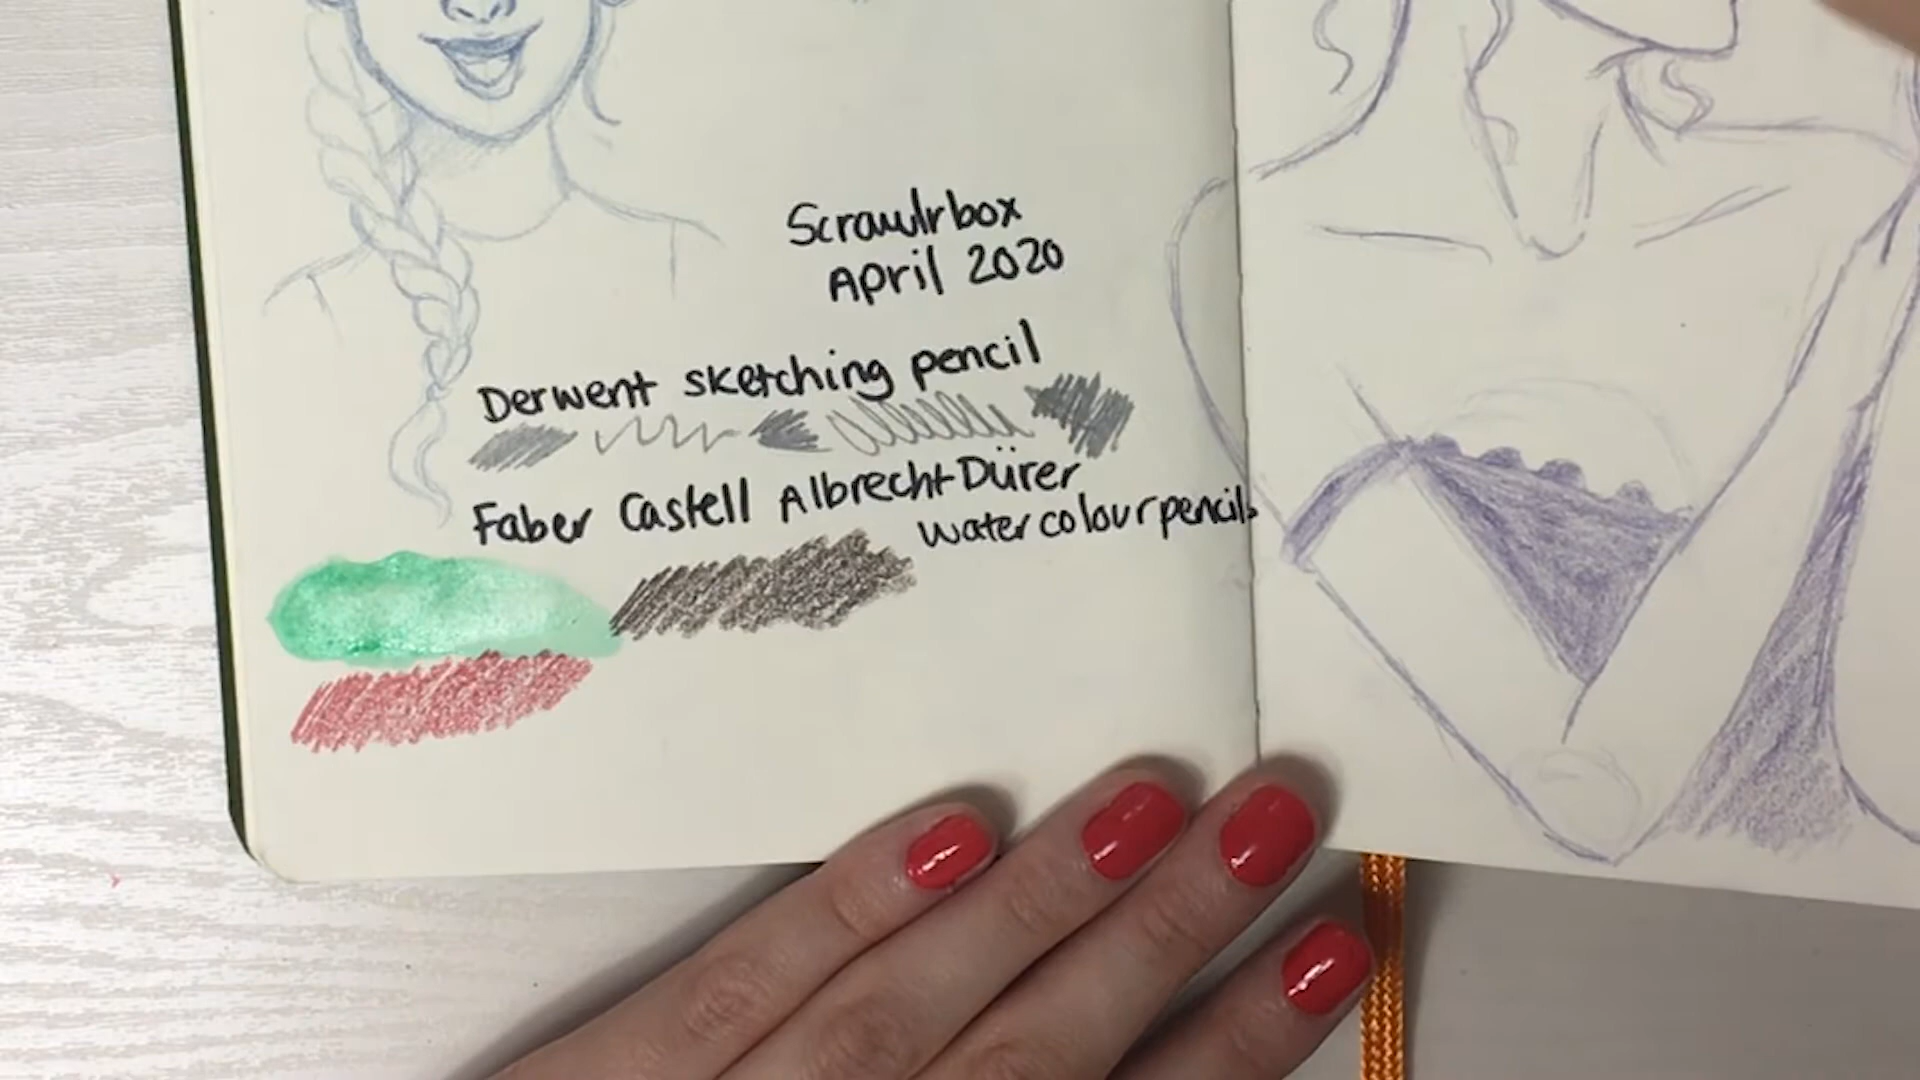 Scrawlrbox
April 2020
Derwent sketching pencil
Faber Castell Albrecht Dürer
watercolour pencils